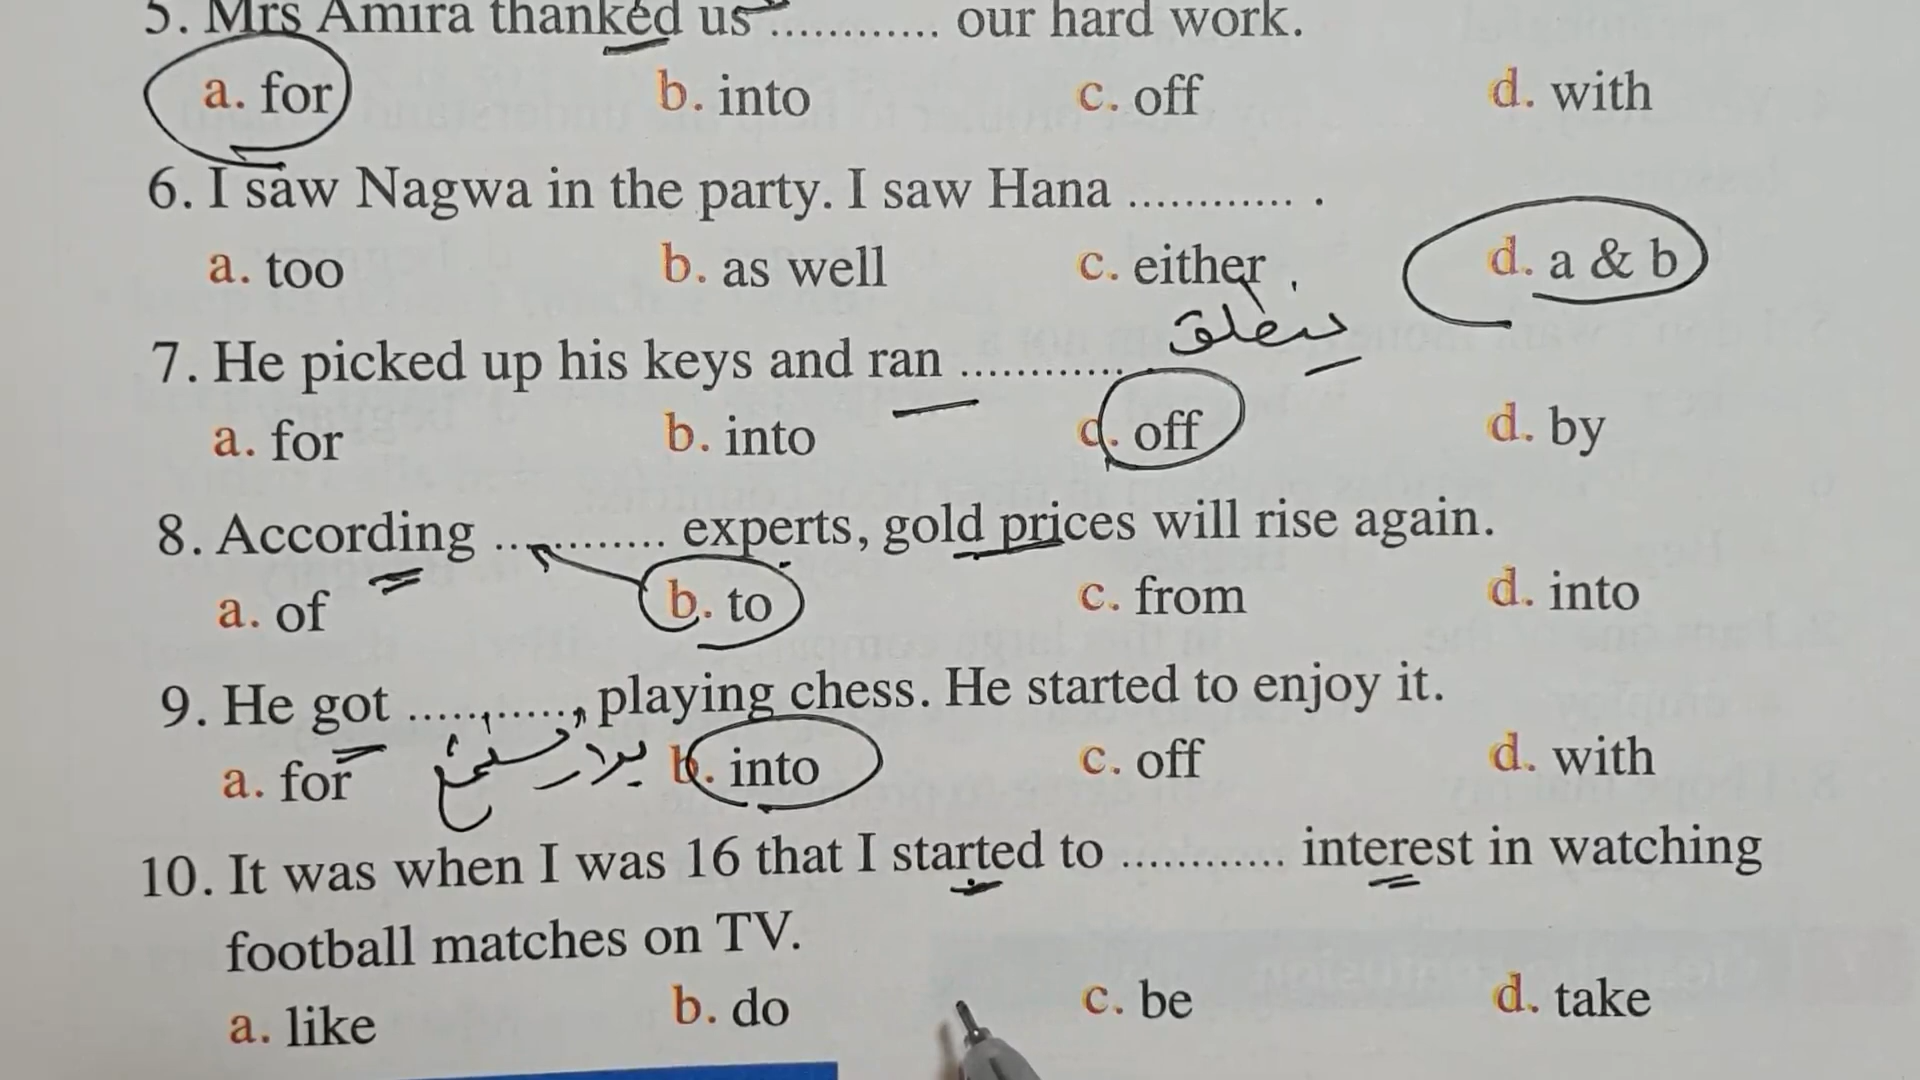 5. Mrs Amira thanked us ............ our hard work.
a. for b. into c. off d. with
6. I saw Nagwa in the party. I saw Hana ............ .
a. too b. as well c. either d. a & b
7. He picked up his keys and ran ............
a. for b. into c. off d. by
8. According ............ experts, gold prices will rise again.
a. of b. to c. from d. into
9. He got ............ playing chess. He started to enjoy it.
a. for b. into c. off d. with
10. It was when I was 16 that I started to ............ interest in watching
football matches on TV.
a. like b. do c. be d. take